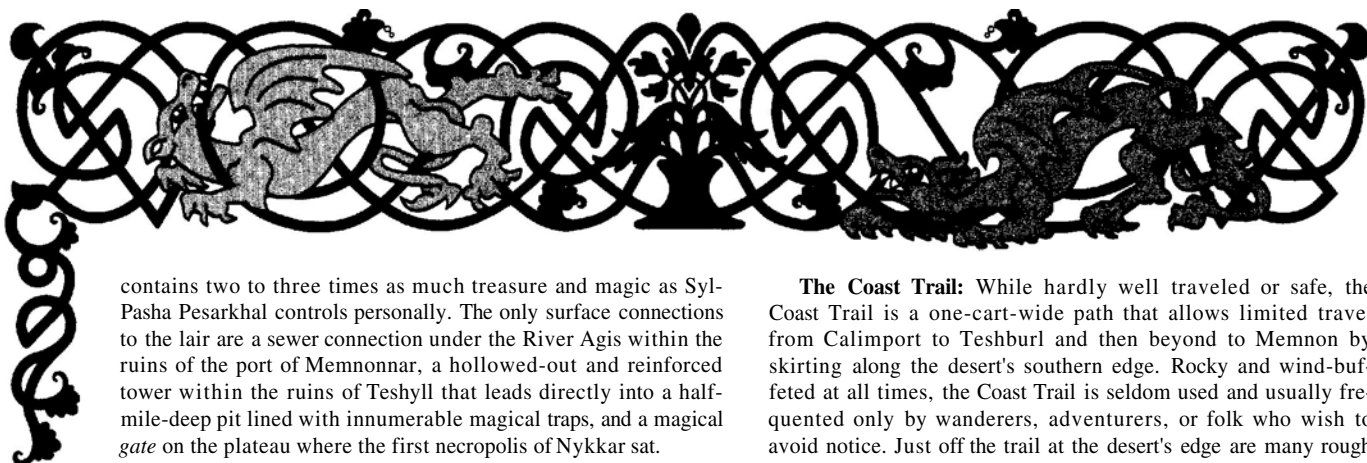 contains two to three times as much treasure and magic as Syl-
Pasha Pesarkhal controls personally. The only surface connections
to the lair are a sewer connection under the River Agis within the
ruins of the port of Memnonnar, a hollowed-out and reinforced
tower within the ruins of Teshyll that leads directly into a half-
mile-deep pit lined with innumerable magical traps, and a magical
gate on the plateau where the first necropolis of Nykkar sat.
The Coast Trail: While hardly well traveled or safe, the
Coast Trail is a one-cart-wide path that allows limited trave
from Calimport to Teshburl and then beyond to Memnon by
skirting along the desert's southern edge. Rocky and wind-buf-
feted at all times, the Coast Trail is seldom used and usually fre-
quented only by wanderers, adventurers, or folk who wish to
avoid notice. Just off the trail at the desert's edge are many rough